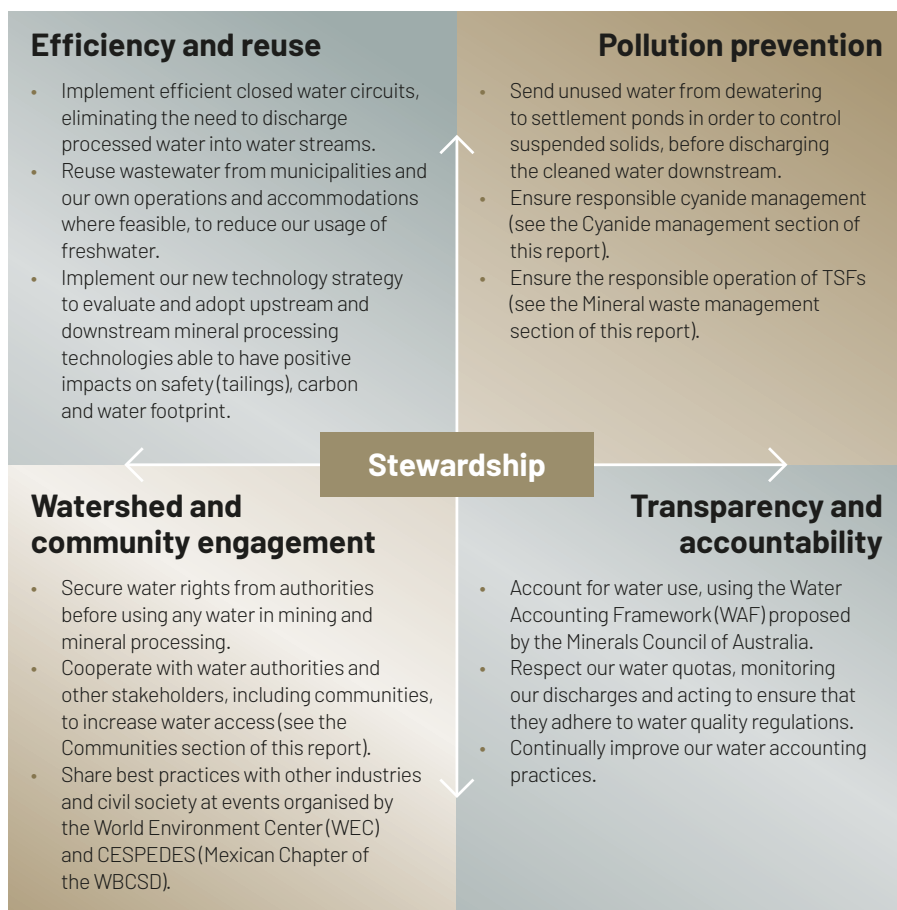 Efficiency and reuse
• Implement efficient closed water circuits,
eliminating the need to discharge
processed water into water streams.
• Reuse wastewater from municipalities and
our own operations and accommodations
where feasible, to reduce our usage of
freshwater.
• Implement our new technology strategy
to evaluate and adopt upstream and
downstream mineral processing
technologies able to have positive
impacts on safety (tailings), carbon
and water footprint.
Pollution prevention
• Send unused water from dewatering
to settlement ponds in order to control
suspended solids, before discharging
the cleaned water downstream.
• Ensure responsible cyanide management
(see the Cyanide management section of
this report).
• Ensure the responsible operation of TSFs
(see the Mineral waste management
section of this report).
Stewardship
Watershed and
community engagement
• Secure water rights from authorities
before using any water in mining and
mineral processing.
• Cooperate with water authorities and
other stakeholders, including communities,
to increase water access (see the
Communities section of this report).
• Share best practices with other industries
and civil society at events organised by
the World Environment Center (WEC)
and CESPEDES (Mexican Chapter of
the WBCSD).
Transparency and
accountability
• Account for water use, using the Water
Accounting Framework (WAF) proposed
by the Minerals Council of Australia.
• Respect our water quotas, monitoring
our discharges and acting to ensure that
they adhere to water quality regulations.
• Continually improve our water accounting
practices.